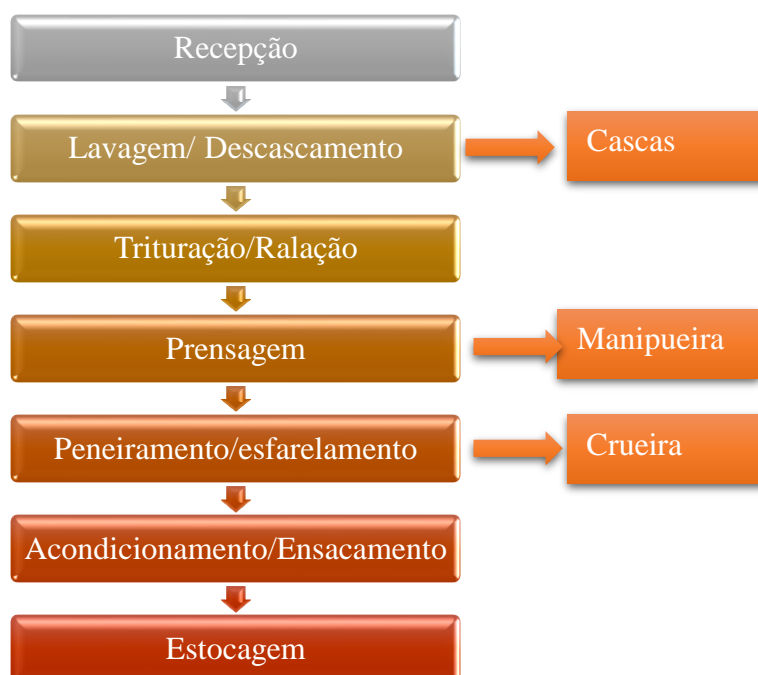 Recepção
Lavagem/ Descascamento
Cascas
Trituração/Ralação
Prensagem
Manipueira
Peneiramento/esfarelamento
Crueira
Acondicionamento/Ensacamento
Estocagem